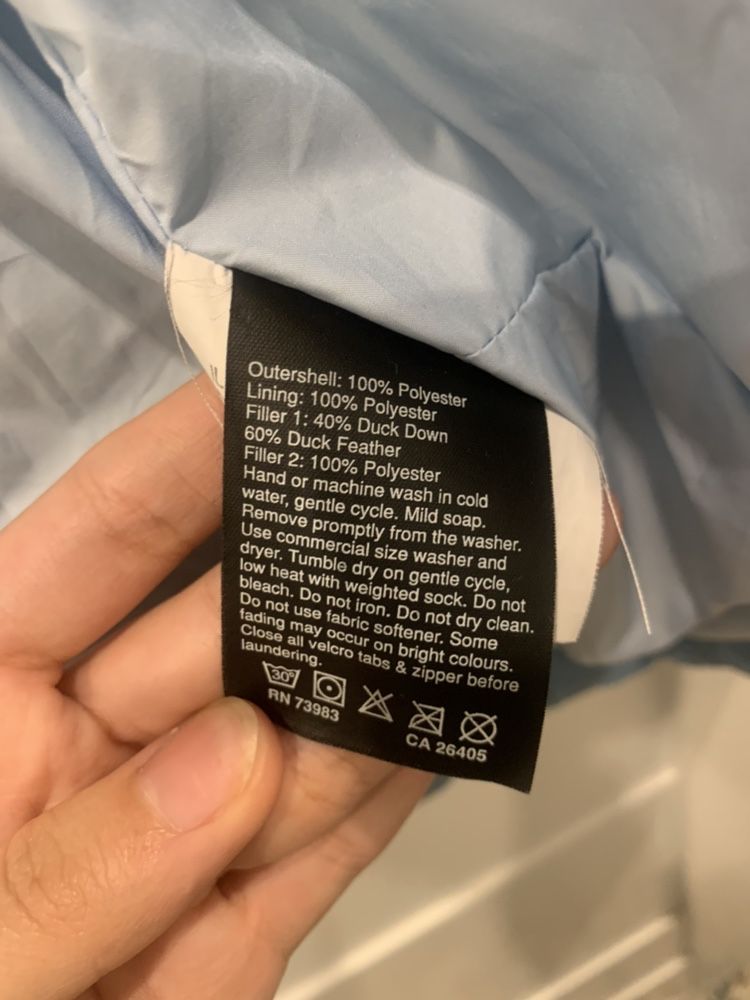 Outershell: 100% Polyester
Lining: 100% Polyester
Filler 1: 40% Duck Down
60% Duck Feather
Filler 2: 100% Polyester
Hand or machine wash in cold
water, gentle cycle. Mild soap.
Remove promptly from the washer.
Use commercial size washer and
dryer. Tumble dry on gentle cycle,
low heat with weighted sock. Do not
bleach. Do not iron. Do not dry clean.
Do not use fabric softener. Some
fading may occur on bright colours.
Close all velcro tabs & zipper before
laundering.
30°
RN 73983
CA 26405